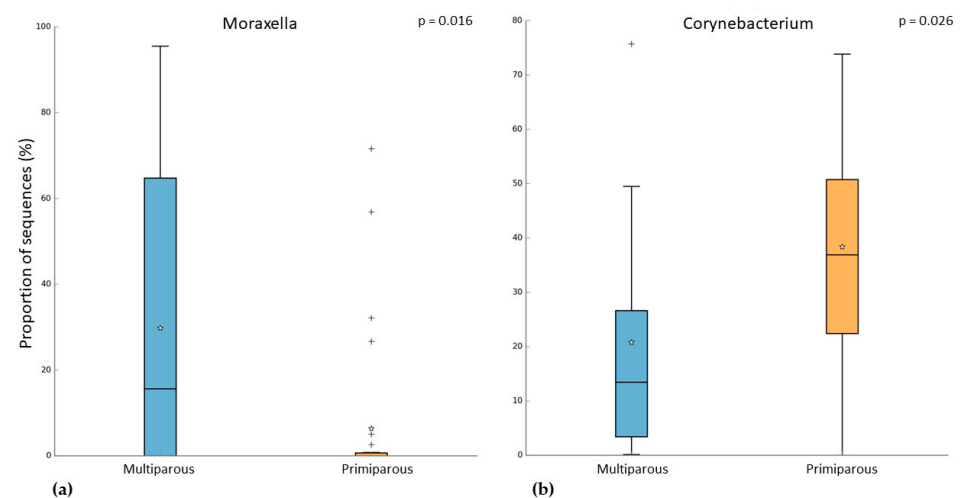 Moraxella
p = 0.016
100
80
60
40
20
0
Proportion of sequences (%)
Multiparous
Primiparous
(a)
Corynebacterium
p = 0.026
80
70
60
50
40
30
20
10
0
Multiparous
Primiparous
(b)